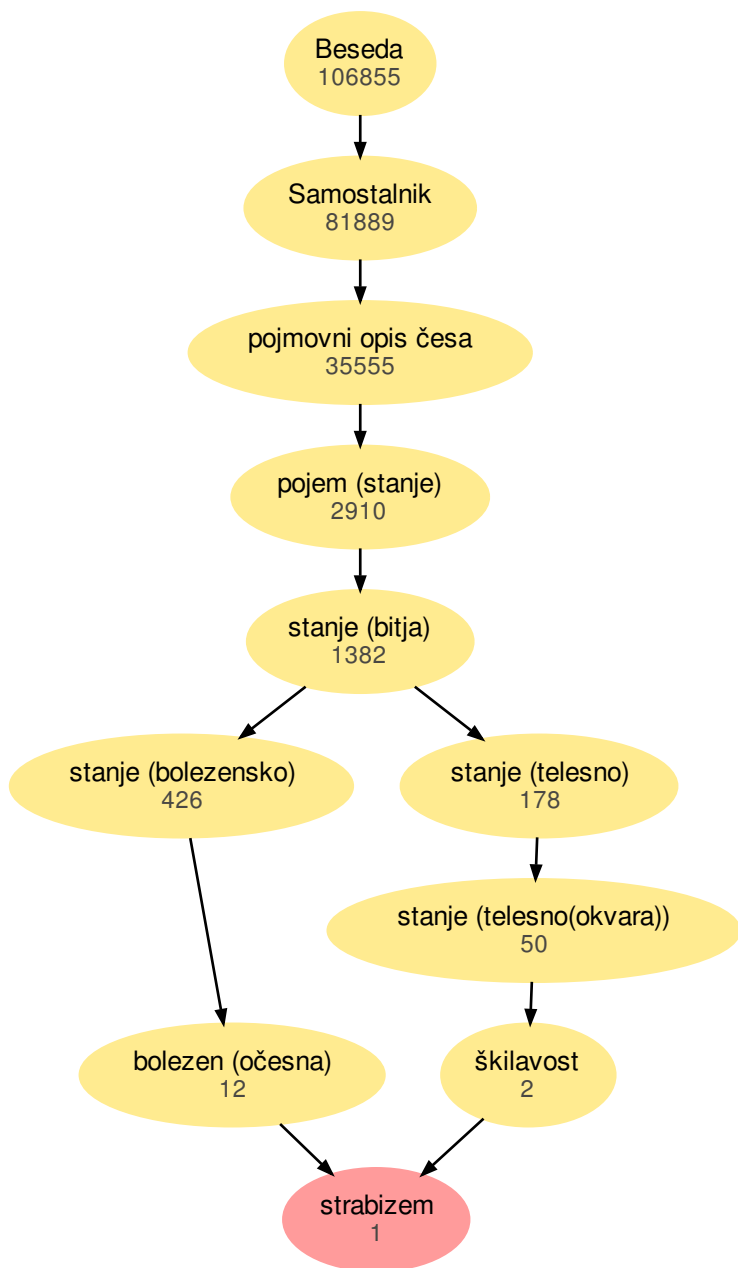 Beseda
106855
Samostalnik
81889
pojmovni opis česa
35555
pojem (stanje)
2910
stanje (bitja)
1382
stanje (bolezensko)
426
stanje (telesno)
178
stanje (telesno(okvara))
50
bolezen (očesna)
12
škilavost
2
strabizem
1